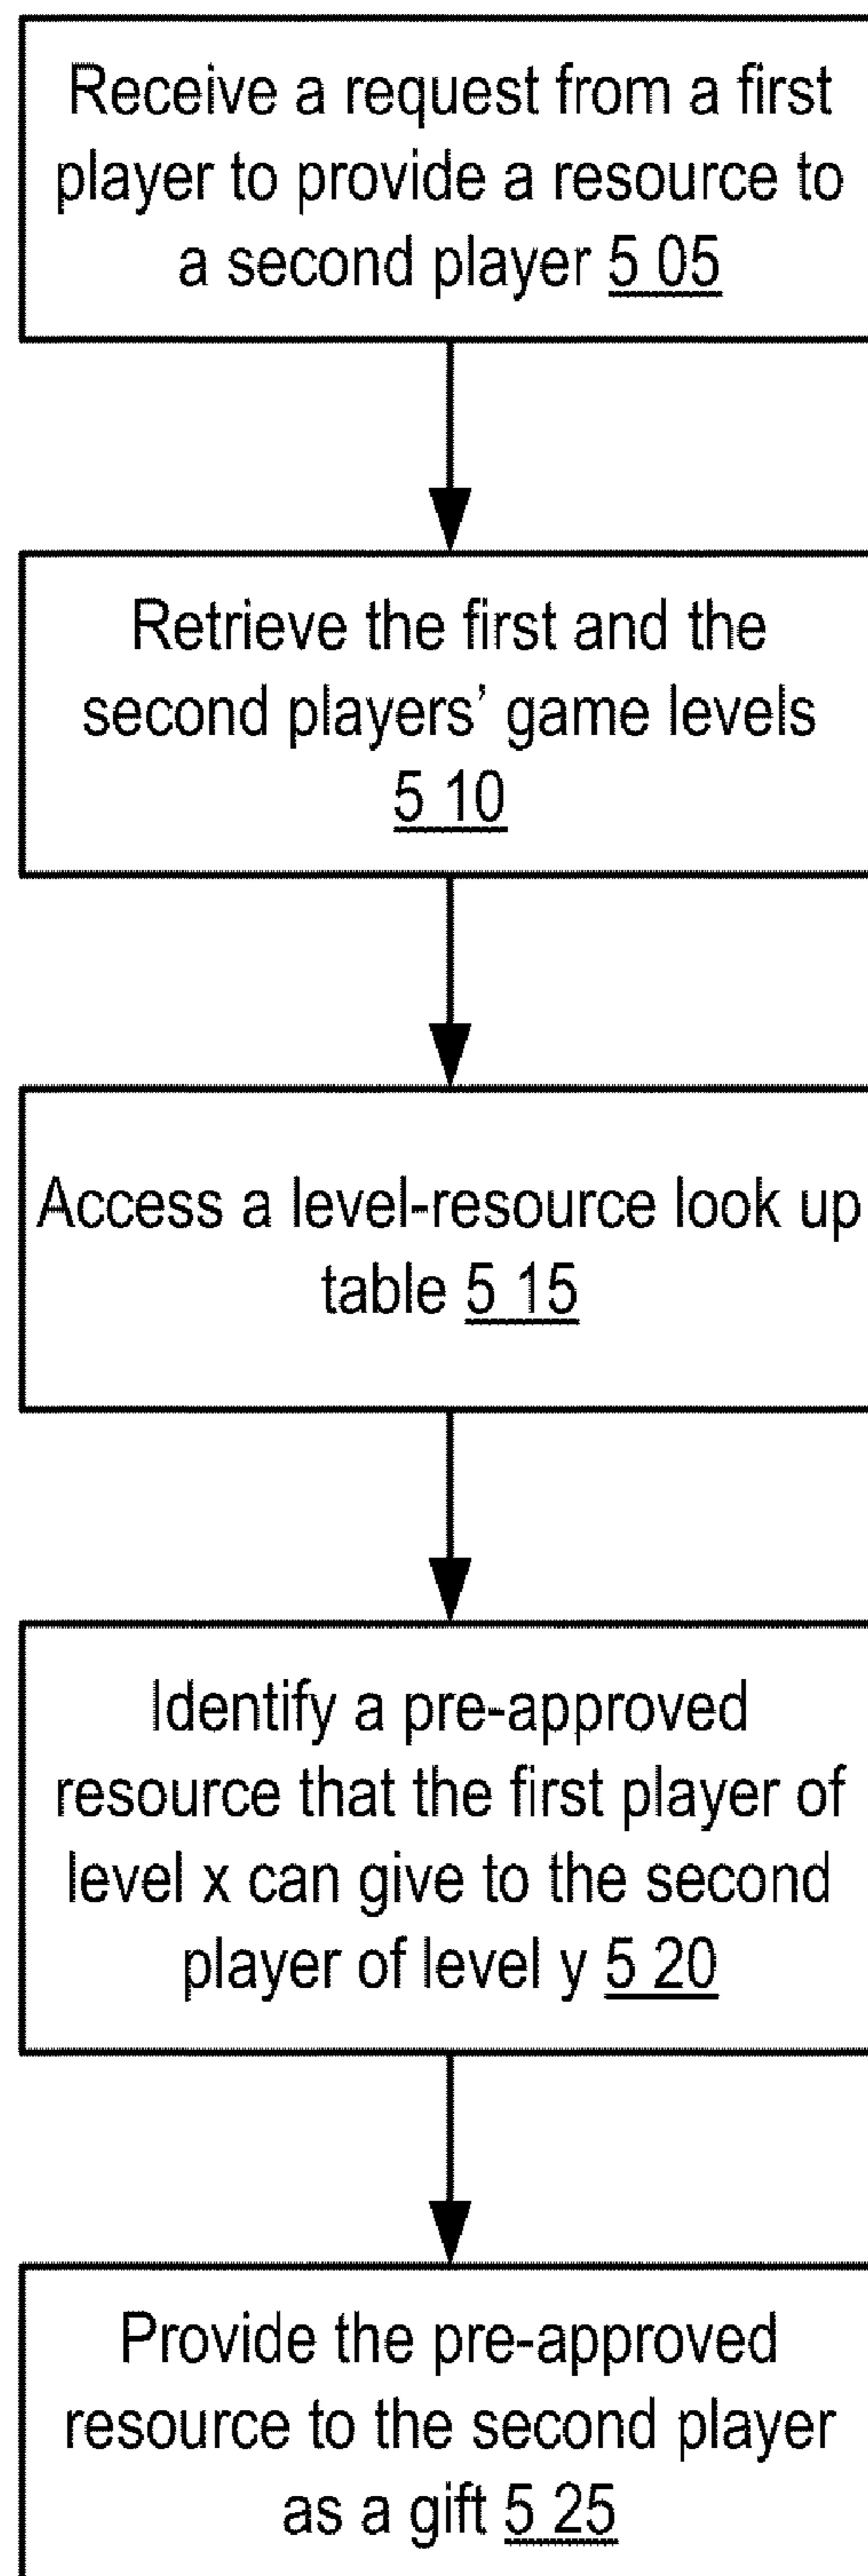 Receive a request from a first
player to provide a resource to
a second player 5 05
Retrieve the first and the
second players’ game levels
5 10
Access a level-resource look up
table 5 15
Identify a pre-approved
resource that the first player of
level x can give to the second
player of level y 5 20
Provide the pre-approved
resource to the second player
as a gift 5 25